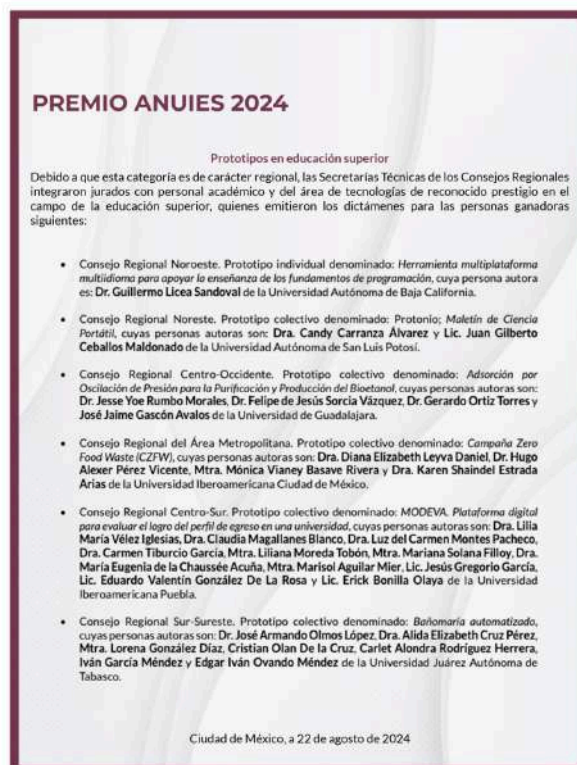 PREMIO ANUIES 2024
Prototipos en educación superior
Debido a que esta categoría es de carácter regional, las Secretarías Técnicas de los Consejos Regionales
integraron jurados con personal académico y del área de tecnologías de reconocido prestigio en el
campo de la educación superior, quienes emitieron los dictámenes para las personas ganadoras
siguientes:
• Consejo Regional Noroeste. Prototipo individual denominado: Herramienta multiplataforma
multiidioma para apoyar la enseñanza de los fundamentos de programación, cuya persona autora
es: Dr. Guillermo Licea Sandoval de la Universidad Autónoma de Baja California.
• Consejo Regional Noreste. Prototipo colectivo denominado: Protonio; Maletín de Ciencia
Portátil, cuyas personas autoras son: Dra. Candy Carranza Álvarez y Lic. Juan Gilberto
Ceballos Maldonado de la Universidad Autónoma de San Luis Potosí.
• Consejo Regional Centro-Occidente. Prototipo colectivo denominado: Adsorción por
Oscilación de Presión para la Purificación y Producción del Bioetanol, cuyas personas autoras son:
Dr. Jesse Yoe Rumbo Morales, Dr. Felipe de Jesús Sorcia Vázquez, Dr. Gerardo Ortiz Torres y
José Jaime Gascón Avalos de la Universidad de Guadalajara.
• Consejo Regional del Área Metropolitana. Prototipo colectivo denominado: Campaña Zero
Food Waste (CZFW), cuyas personas autoras son: Dra. Diana Elizabeth Leyva Daniel, Dr. Hugo
Alexer Pérez Vicente, Mtra. Mónica Vianey Basave Rivera y Dra. Karen Shaindel Estrada
Arias de la Universidad Iberoamericana Ciudad de México.
• Consejo Regional Centro-Sur. Prototipo colectivo denominado: MODEVA. Plataforma digital
para evaluar el logro del perfil de egreso en una universidad, cuyas personas autoras son: Dra. Lilia
María Vélez Iglesias, Dra. Claudia Magallanes Blanco, Dra. Luz del Carmen Montes Pacheco,
Dra. Carmen Tiburcio García, Mtra. Liliana Moreda Tobón, Mtra. Mariana Solana Filloy, Dra.
María Eugenia de la Chaussée Acuña, Mtra. Marisol Aguilar Mier, Lic. Jesús Gregorio García,
Lic. Eduardo Valentín González De La Rosa y Lic. Erick Bonilla Olaya de la Universidad
Iberoamericana Puebla.
• Consejo Regional Sur-Sureste. Prototipo colectivo denominado: Bañomaría automatizado,
cuyas personas autoras son: Dr. José Armando Olmos López, Dra. Alida Elizabeth Cruz Pérez,
Mtra. Lorena González Díaz, Cristian Olan De la Cruz, Carlet Alondra Rodríguez Herrera,
Iván García Méndez y Edgar Iván Ovando Méndez de la Universidad Juárez Autónoma de
Tabasco.
Ciudad de México, a 22 de agosto de 2024